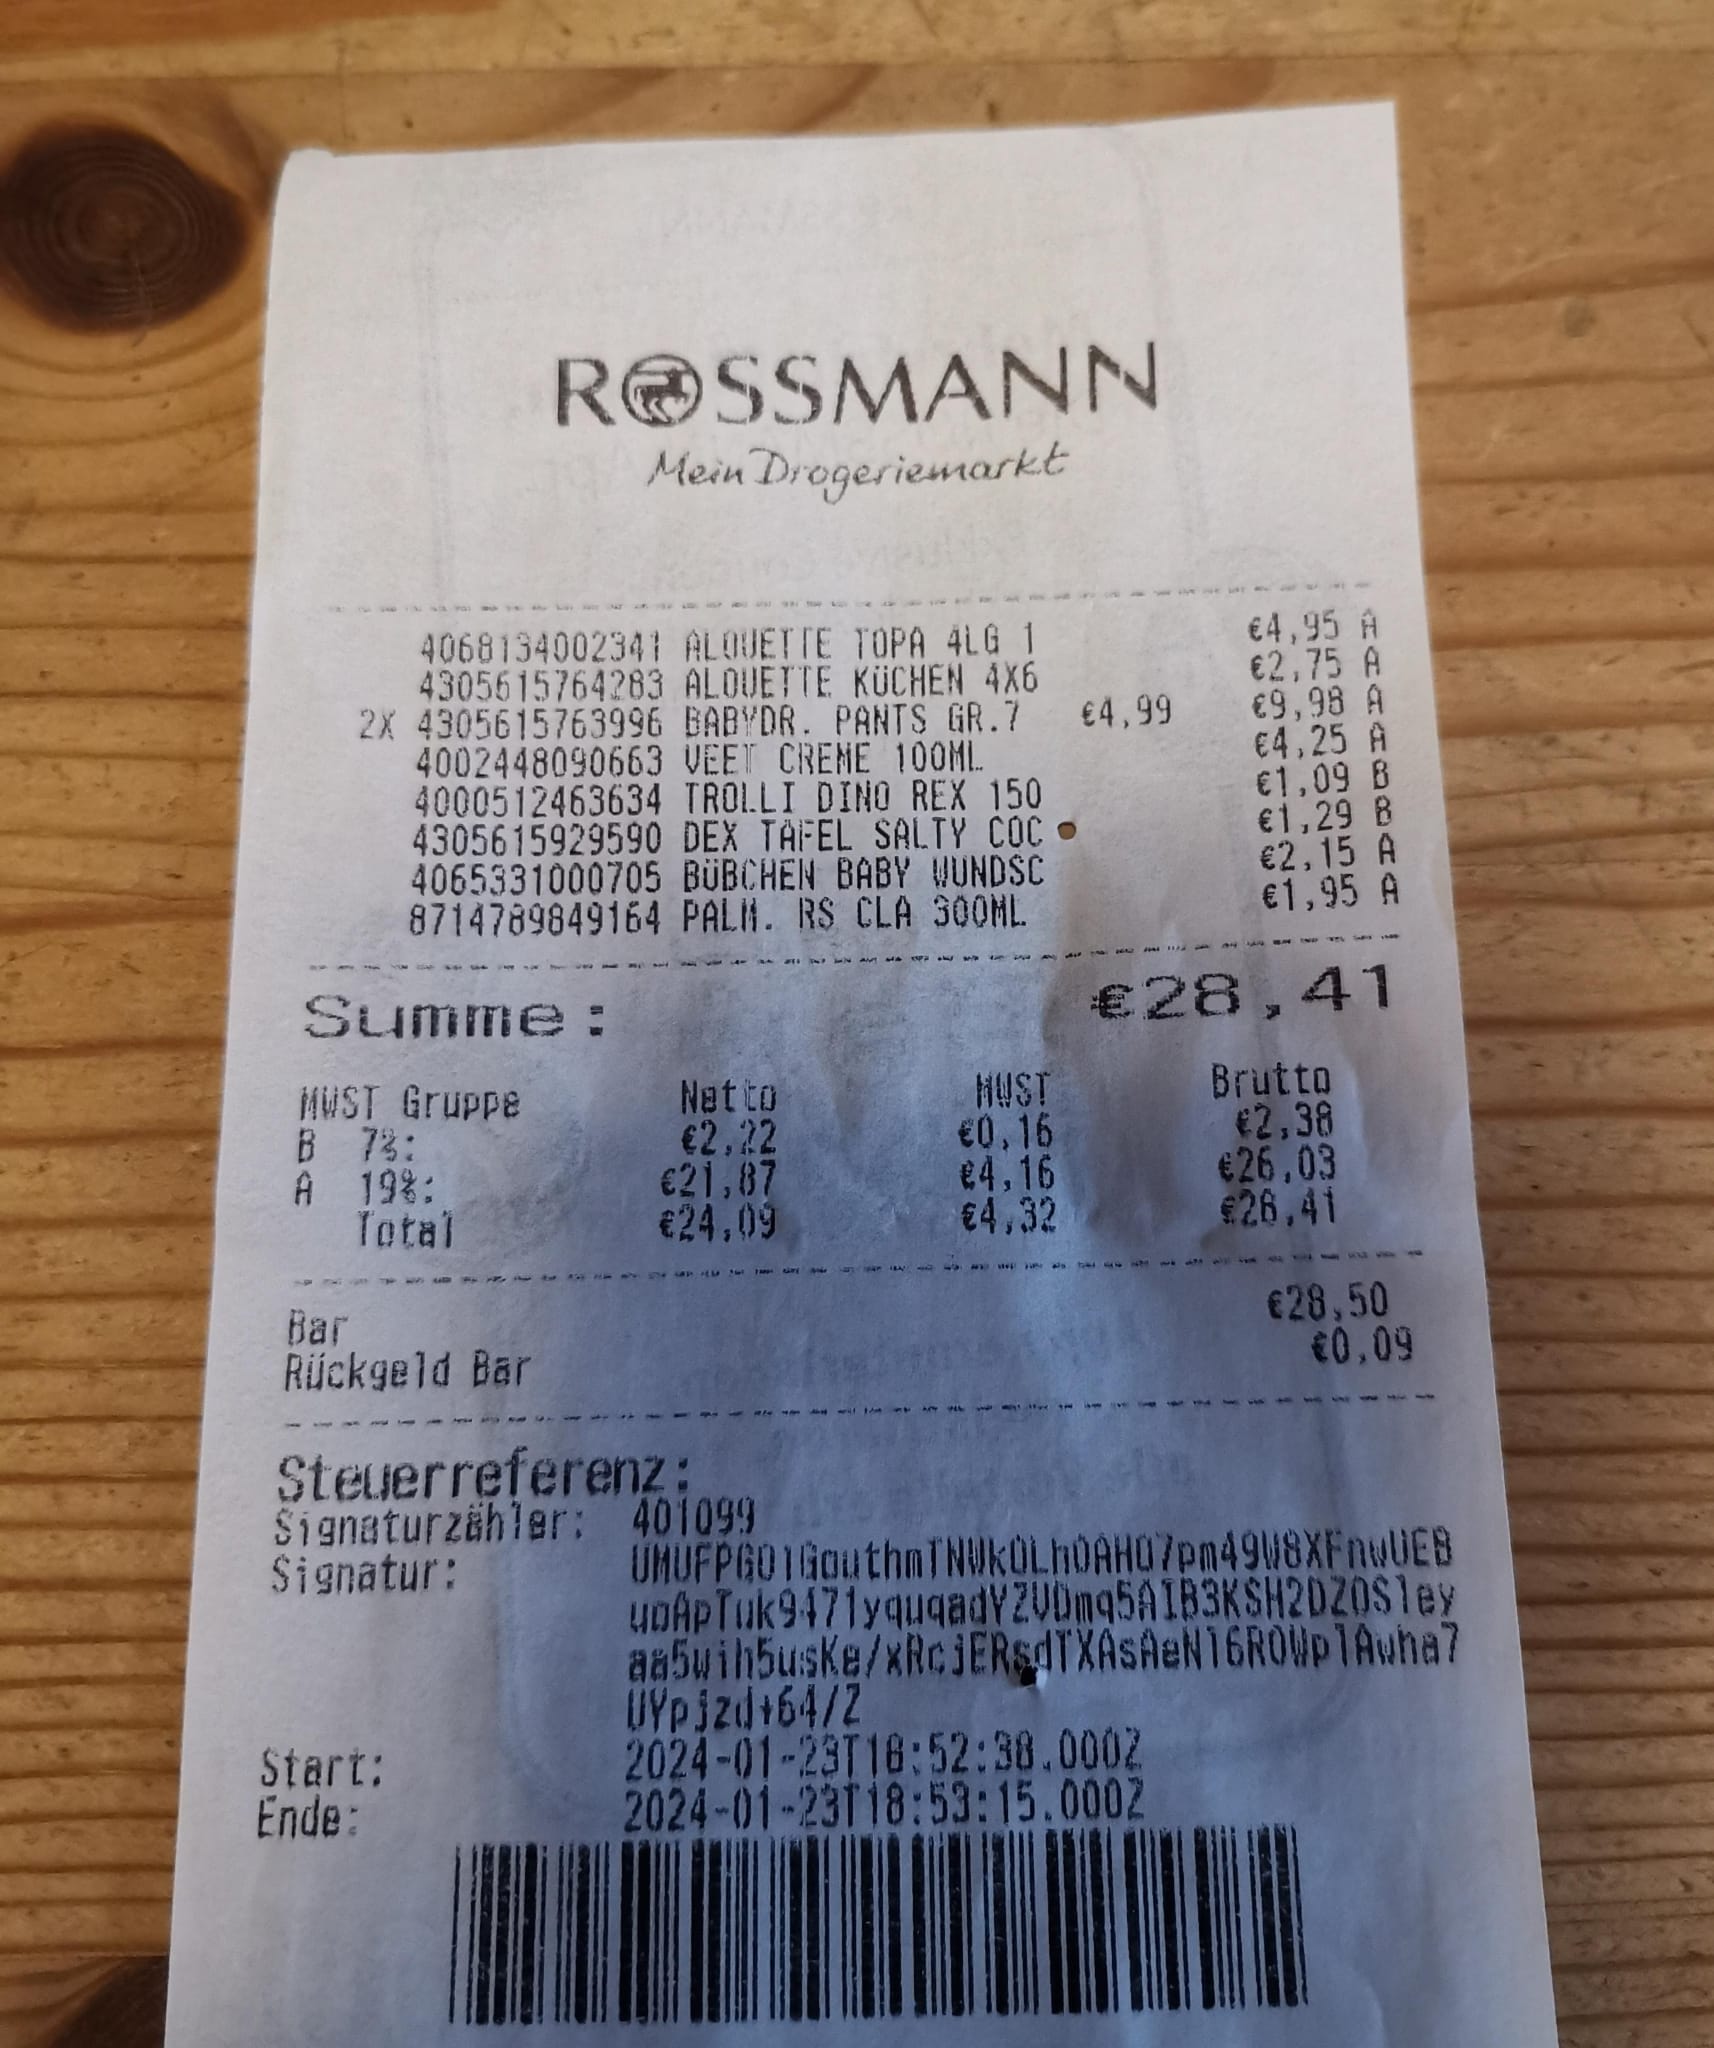 ROSSMANN
Mein Drogeriemarkt
4068134002341 ALOUETTE TOPA 4LG 1 €4,95 A
4305615764283 ALOUETTE KÜCHEN 4X6 €2,75 A
2X 4305615763996 BABYDR. PANTS GR.7 €4,99 €9,98 A
4002448090663 VEET CREME 100ML €4,25 A
4000512463634 TROLLI DINO REX 150 €1,09 B
4305615929590 DEX TAFEL SALTY COC €1,29 B
4065331000705 BÜBCHEN BABY WUNDSC €2,15 A
8714789849164 PALM. RS CLA 300ML €1,95 A
Summe: €28,41
MWST Gruppe Netto MWST Brutto
B 7%: €2,22 €0,16 €2,38
A 19%: €21,87 €4,16 €26,03
Total €24,09 €4,32 €28,41
Bar €28,50
Rückgeld Bar €0,09
Steuerreferenz:
Signaturzähler: 401099
Signatur:
UYpjzd+64/Z
Start: 2024-01-23T18:52:38.000Z
Ende: 2024-01-23T18:53:15.000Z